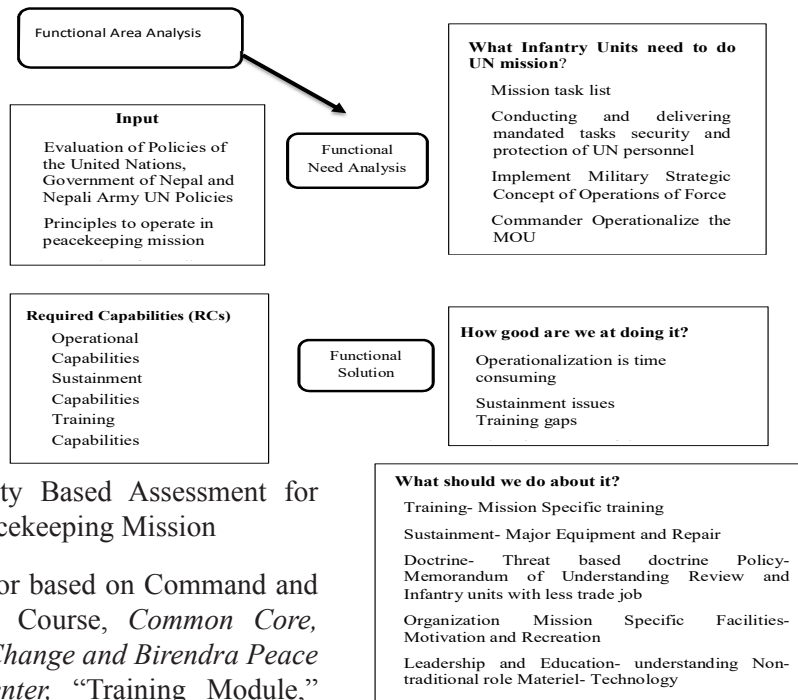 Functional Area Analysis
Input
Evaluation of Policies of
the United Nations,
Government of Nepal and
Nepali Army UN Policies
Principles to operate in
peacekeeping mission
Functional
Need Analysis
What Infantry Units need to do
UN mission?
Mission task list
Conducting and delivering
mandated tasks security and
protection of UN personnel
Implement Military Strategic
Concept of Operations of Force
Commander Operationalize the
MOU
Required Capabilities (RCs)
Operational
Capabilities
Sustainment
Capabilities
Training
Capabilities
Functional
Solution
How good are we at doing it?
Operationalization is time
consuming
Sustainment issues
Training gaps
ty Based Assessment for
acekeeping Mission
or based on Command and
Course, Common Core,
Change and Birendra Peace
enter, “Training Module,”
What should we do about it?
Training- Mission Specific training
Sustainment- Major Equipment and Repair
Doctrine- Threat based doctrine Policy-
Memorandum of Understanding Review and
Infantry units with less trade job
Organization Mission Specific Facilities-
Motivation and Recreation
Leadership and Education- understanding Non-
traditional role Materiel- Technology